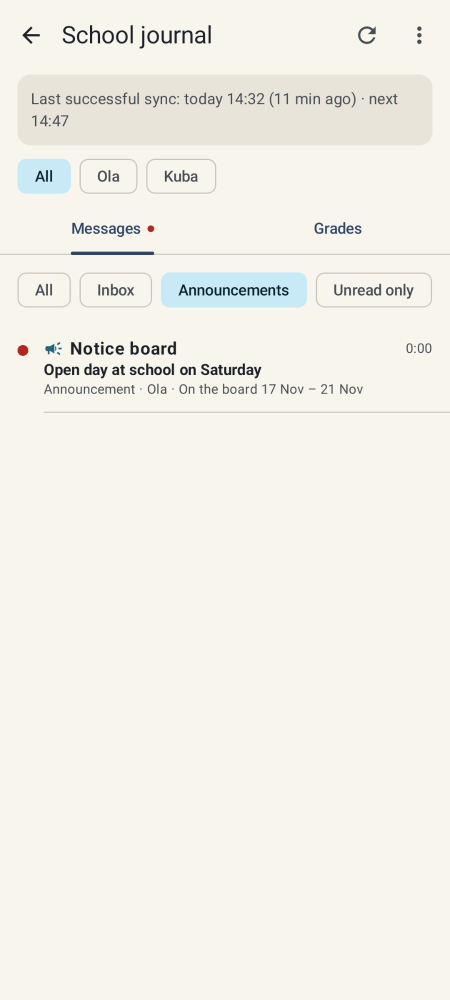 School journal
Last successful sync: today 14:32 (11 min ago) · next
14:47
All Ola Kuba
Messages Grades
All Inbox Announcements Unread only
Notice board 0:00
Open day at school on Saturday
Announcement · Ola · On the board 17 Nov – 21 Nov